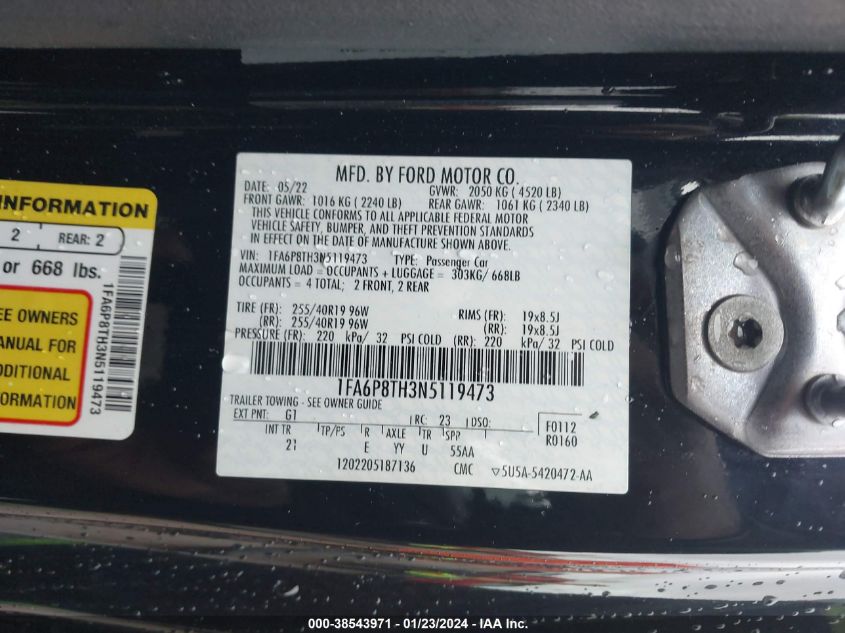 INFORMATION
2 REAR: 2
or 668 lbs.
EE OWNERS
ANUAL FOR
DDITIONAL
FORMATION
1FA6P8TH3N5119473
MFD. BY FORD MOTOR CO.
DATE: 05/22 GVWR: 2050 KG ( 4520 LB)
FRONT GAWR: 1016 KG ( 2240 LB) REAR GAWR: 1061 KG ( 2340 LB)
THIS VEHICLE CONFORMS TO ALL APPLICABLE FEDERAL MOTOR
VEHICLE SAFETY, BUMPER, AND THEFT PREVENTION STANDARDS
IN EFFECT ON THE DATE OF MANUFACTURE SHOWN ABOVE.
VIN: 1FA6P8TH3N5119473 TYPE: Passenger Car
MAXIMUM LOAD = OCCUPANTS + LUGGAGE = 303KG/ 668LB
OCCUPANTS = 4 TOTAL; 2 FRONT, 2 REAR
TIRE (FR): 255/40R19 96W RIMS (FR): 19x8.5J
(RR): 255/40R19 96W (RR): 19x8.5J
PRESSURE (FR): 220 kPa/ 32 PSI COLD (RR): 220 kPa/ 32 PSI COLD
1FA6P8TH3N5119473
TRAILER TOWING - SEE OWNER GUIDE
EXT PNT: G1 RC: 23 DSO: F0112
INT TR TP/PS R AXLE TR SPP R0160
21 E YY U 55AA
1202205187136 CMC ▽5U5A-5420472-AA
000-38543971 - 01/23/2024 - IAA Inc.